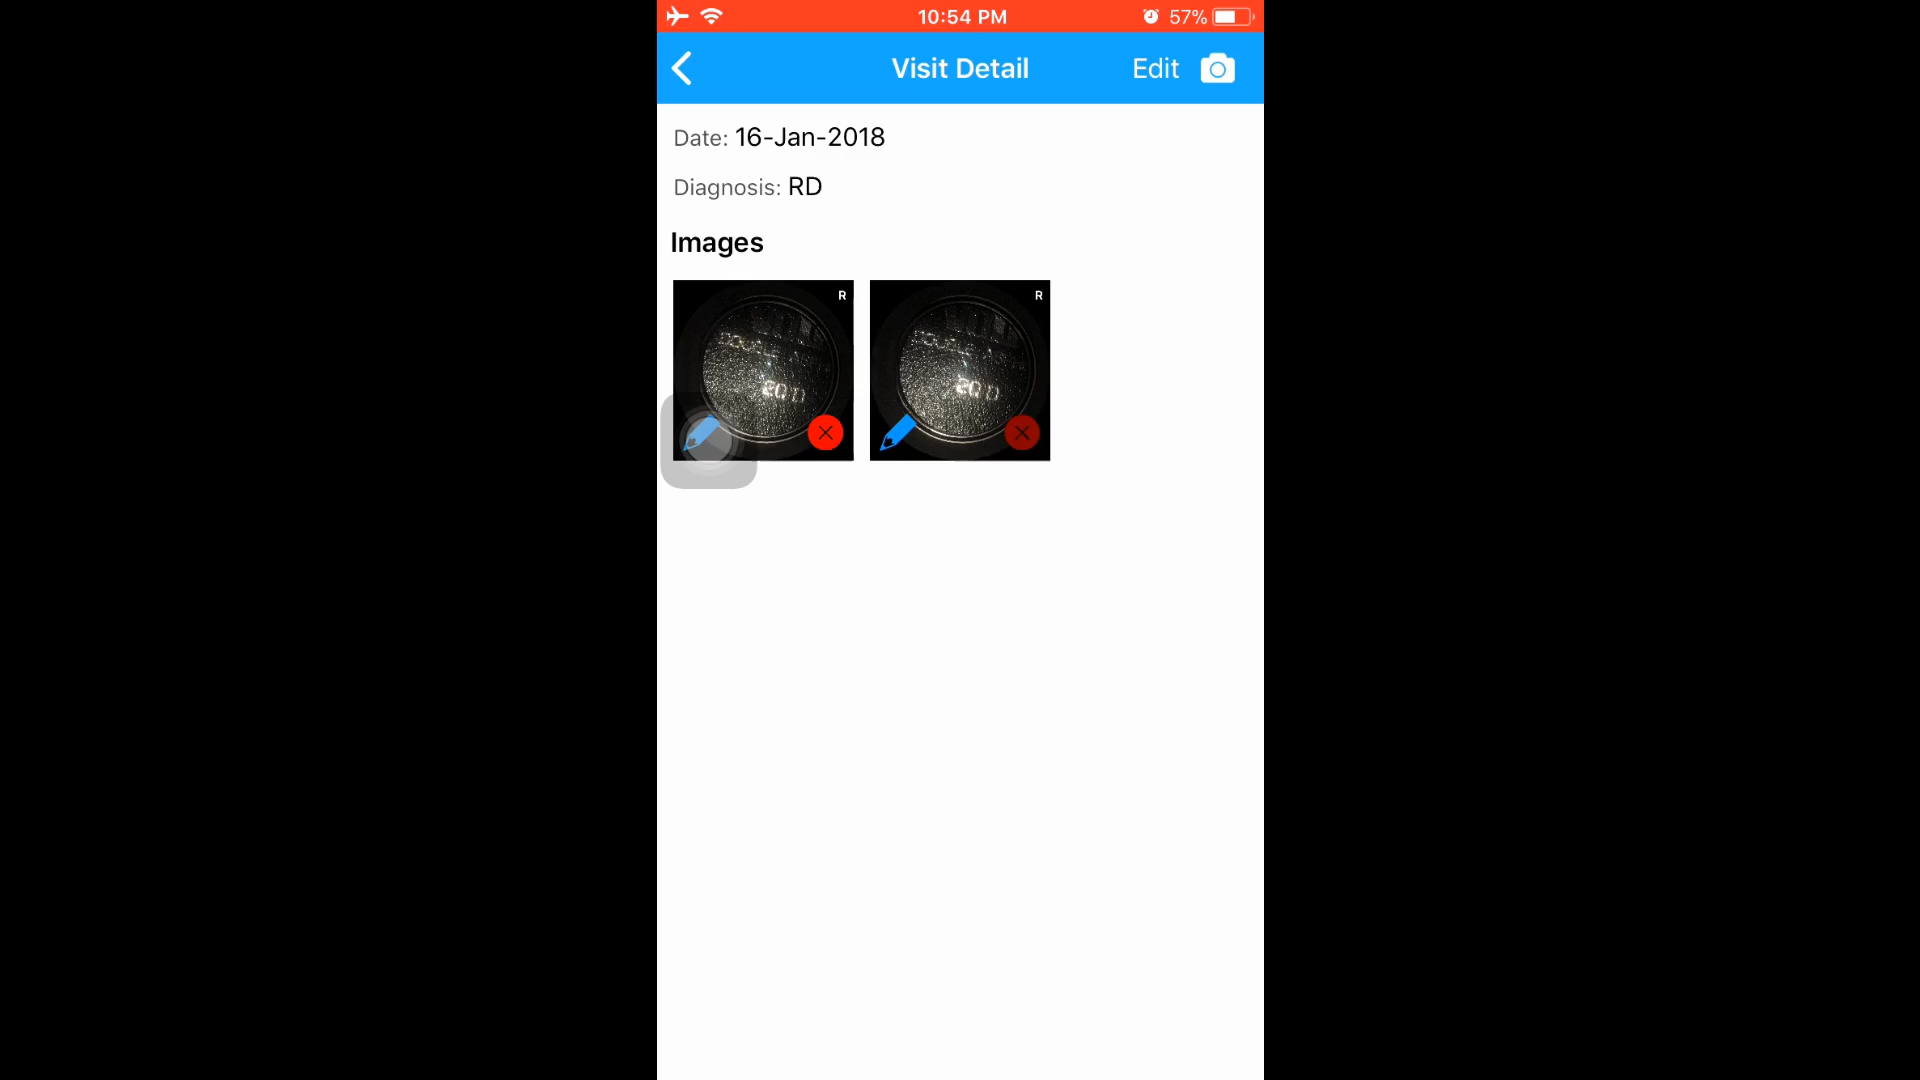 10:54 PM
57%
Visit Detail
Edit
Date: 16-Jan-2018
Diagnosis: RD
Images
R
R